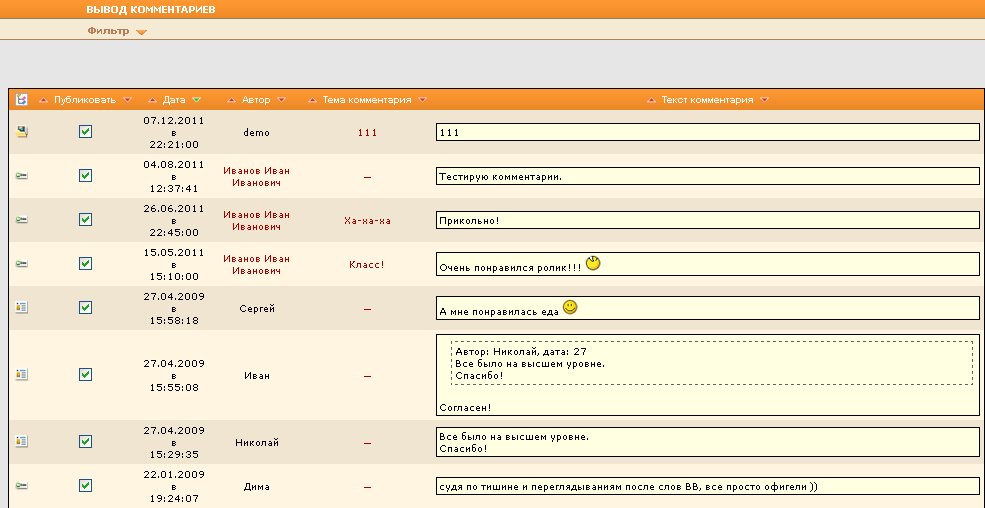 ВЫВОД КОММЕНТАРИЕВ
Фильтр
Публиковать Дата Автор Тема комментария Текст комментария
07.12.2011
в
22:21:00
demo
111
111
04.08.2011
в
12:37:41
Иванов Иван
Иванович
—
Тестирую комментарии.
26.06.2011
в
22:45:00
Иванов Иван
Иванович
Ха-ха-ха
Прикольно!
15.05.2011
в
15:10:00
Иванов Иван
Иванович
Класс!
Очень понравился ролик!!!
27.04.2009
в
15:58:18
Сергей
—
А мне понравилась еда
27.04.2009
в
15:55:08
Иван
—
Автор: Николай, дата: 27
Все было на высшем уровне.
Спасибо!
Согласен!
27.04.2009
в
15:29:35
Николай
—
Все было на высшем уровне.
Спасибо!
22.01.2009
в
19:24:07
Дима
—
судя по тишине и переглядываниям после слов ВВ, все просто офигели ))